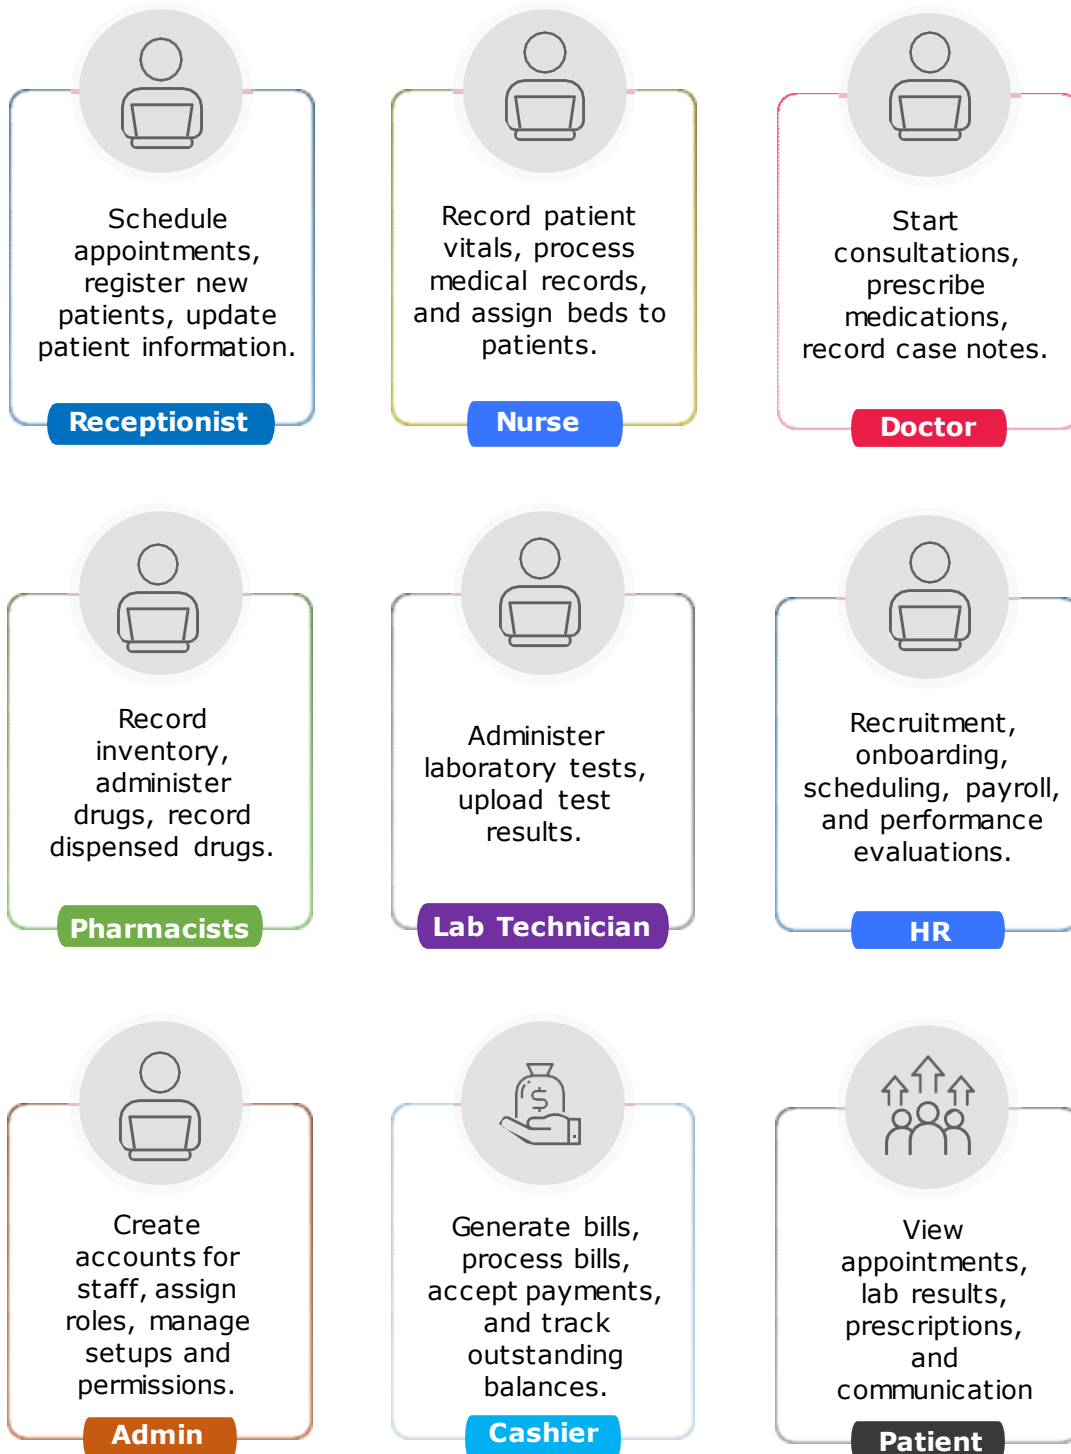 Schedule
appointments,
register new
patients, update
patient information.
Receptionist
Record patient
vitals, process
medical records,
and assign beds to
patients.
Nurse
Start
consultations,
prescribe
medications,
record case notes.
Doctor
Record
inventory,
administer
drugs, record
dispensed drugs.
Pharmacists
Administer
laboratory tests,
upload test
results.
Lab Technician
Recruitment,
onboarding,
scheduling, payroll,
and performance
evaluations.
HR
Create
accounts for
staff, assign
roles, manage
setups and
permissions.
Admin
$
Generate bills,
process bills,
accept payments,
and track
outstanding
balances.
Cashier
View
appointments,
lab results,
prescriptions,
and
communication
Patient